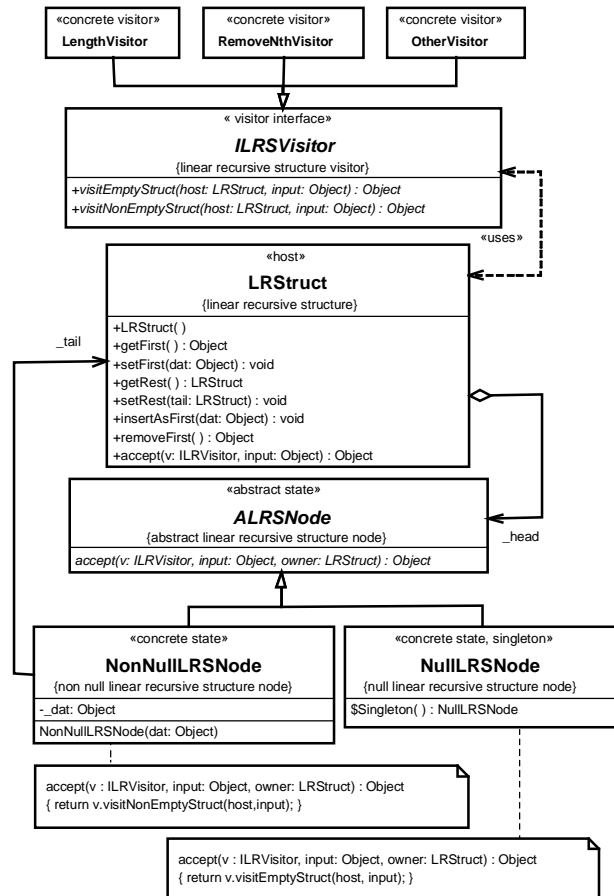 «concrete visitor»
LengthVisitor
«concrete visitor»
RemoveNthVisitor
«concrete visitor»
OtherVisitor
« visitor interface»
ILRSVisitor
{linear recursive structure visitor}
+visitEmptyStruct(host: LRStruct, input: Object) : Object
+visitNonEmptyStruct(host: LRStruct, input: Object) : Object
«uses»
«host»
LRStruct
{linear recursive structure}
+LRStruct( )
+getFirst( ) : Object
+setFirst(dat: Object) : void
+getRest( ) : LRStruct
+setRest(tail: LRStruct) : void
+insertAsFirst(dat: Object) : void
+removeFirst( ) : Object
+accept(v: ILRVisitor, input: Object) : Object
_tail
«abstract state»
ALRSNode
{abstract linear recursive structure node}
accept(v: ILRVisitor, input: Object, owner: LRStruct) : Object
_head
«concrete state»
NonNullLRSNode
{non null linear recursive structure node}
-_dat: Object
NonNullLRSNode(dat: Object)
«concrete state, singleton»
NullLRSNode
{null linear recursive structure node}
$Singleton( ) : NullLRSNode
accept(v : ILRVisitor, input: Object, owner: LRStruct) : Object
{ return v.visitNonEmptyStruct(host,input); }
accept(v : ILRVisitor, input: Object, owner: LRStruct) : Object
{ return v.visitEmptyStruct(host, input); }